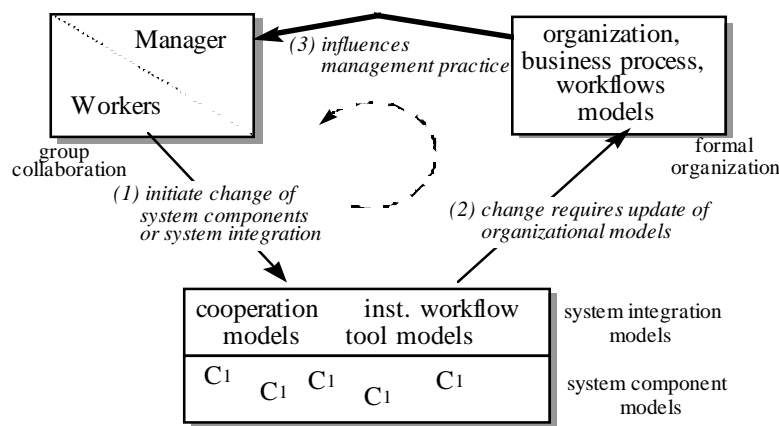 Manager
Workers
group
collaboration
(3) influences
management practice
organization,
business process,
workflows
models
formal
organization
(1) initiate change of
system components
or system integration
(2) change requires update of
organizational models
cooperation
models
inst. workflow
tool models
system integration
models
C1 C1 C1 C1 C1
system component
models